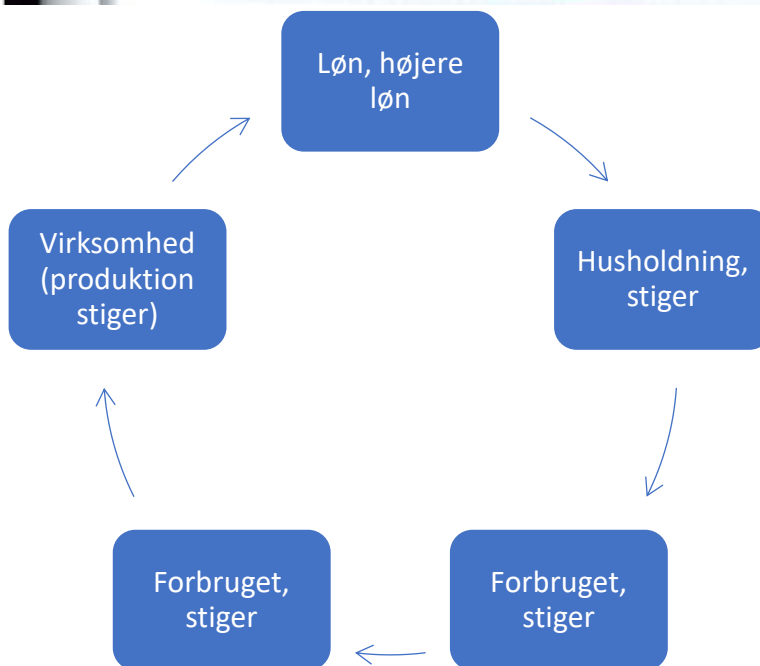 Løn, højere
løn
Husholdning,
stiger
Forbruget,
stiger
Forbruget,
stiger
Virksomhed
(produktion
stiger)